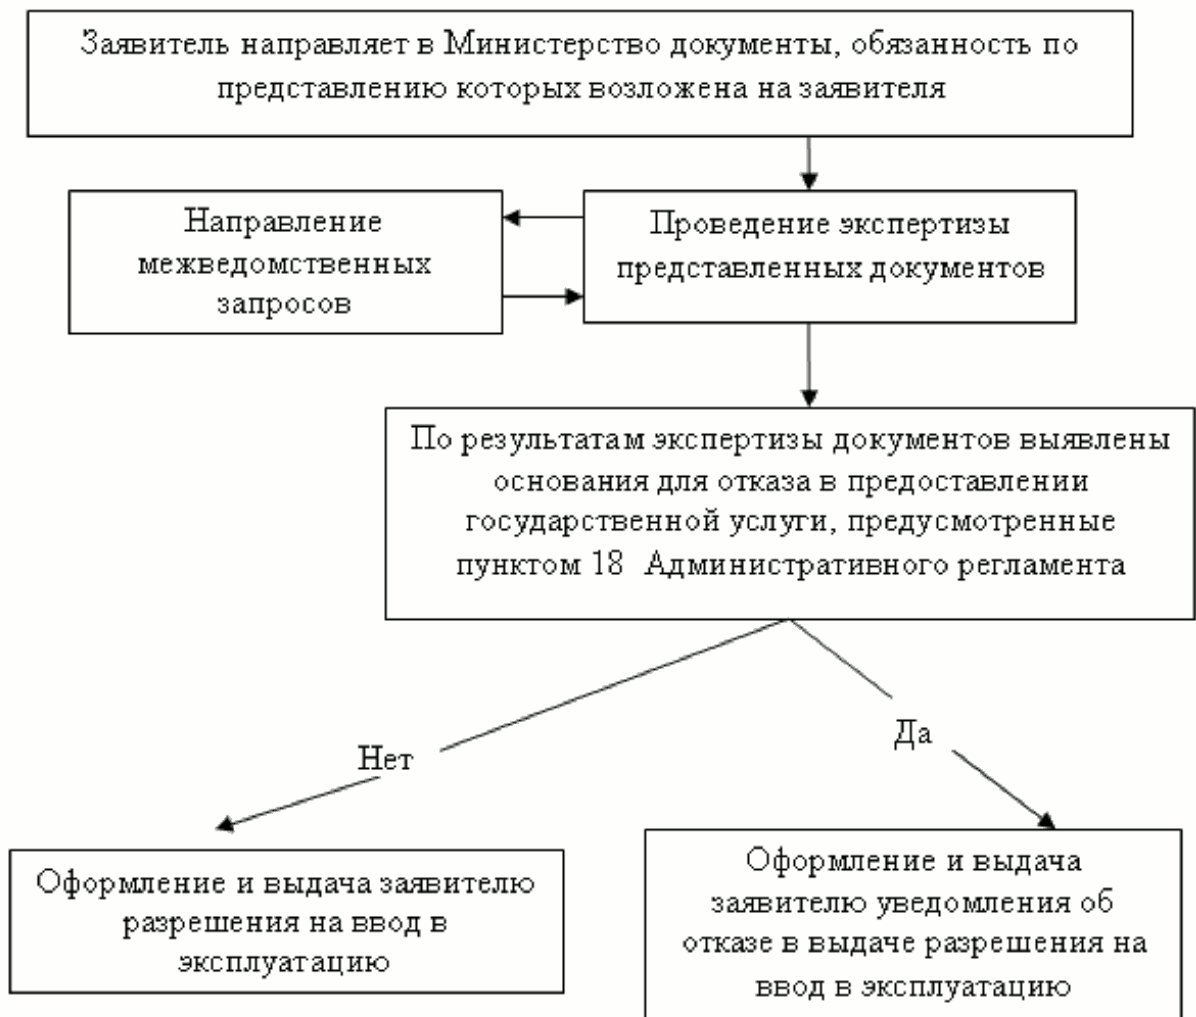 Заявитель направляет в Министерство документы, обязанность по
представлению которых возложена на заявителя
Направление
межведомственных
запросов
Проведение экспертизы
представленных документов
По результатам экспертизы документов выявлены
основания для отказа в предоставлении
государственной услуги, предусмотренные
пунктом 18 Административного регламента
Нет
Да
Оформление и выдача заявителю
разрешения на ввод в
эксплуатацию
Оформление и выдача
заявителю уведомления об
отказе в выдаче разрешения на
ввод в эксплуатацию